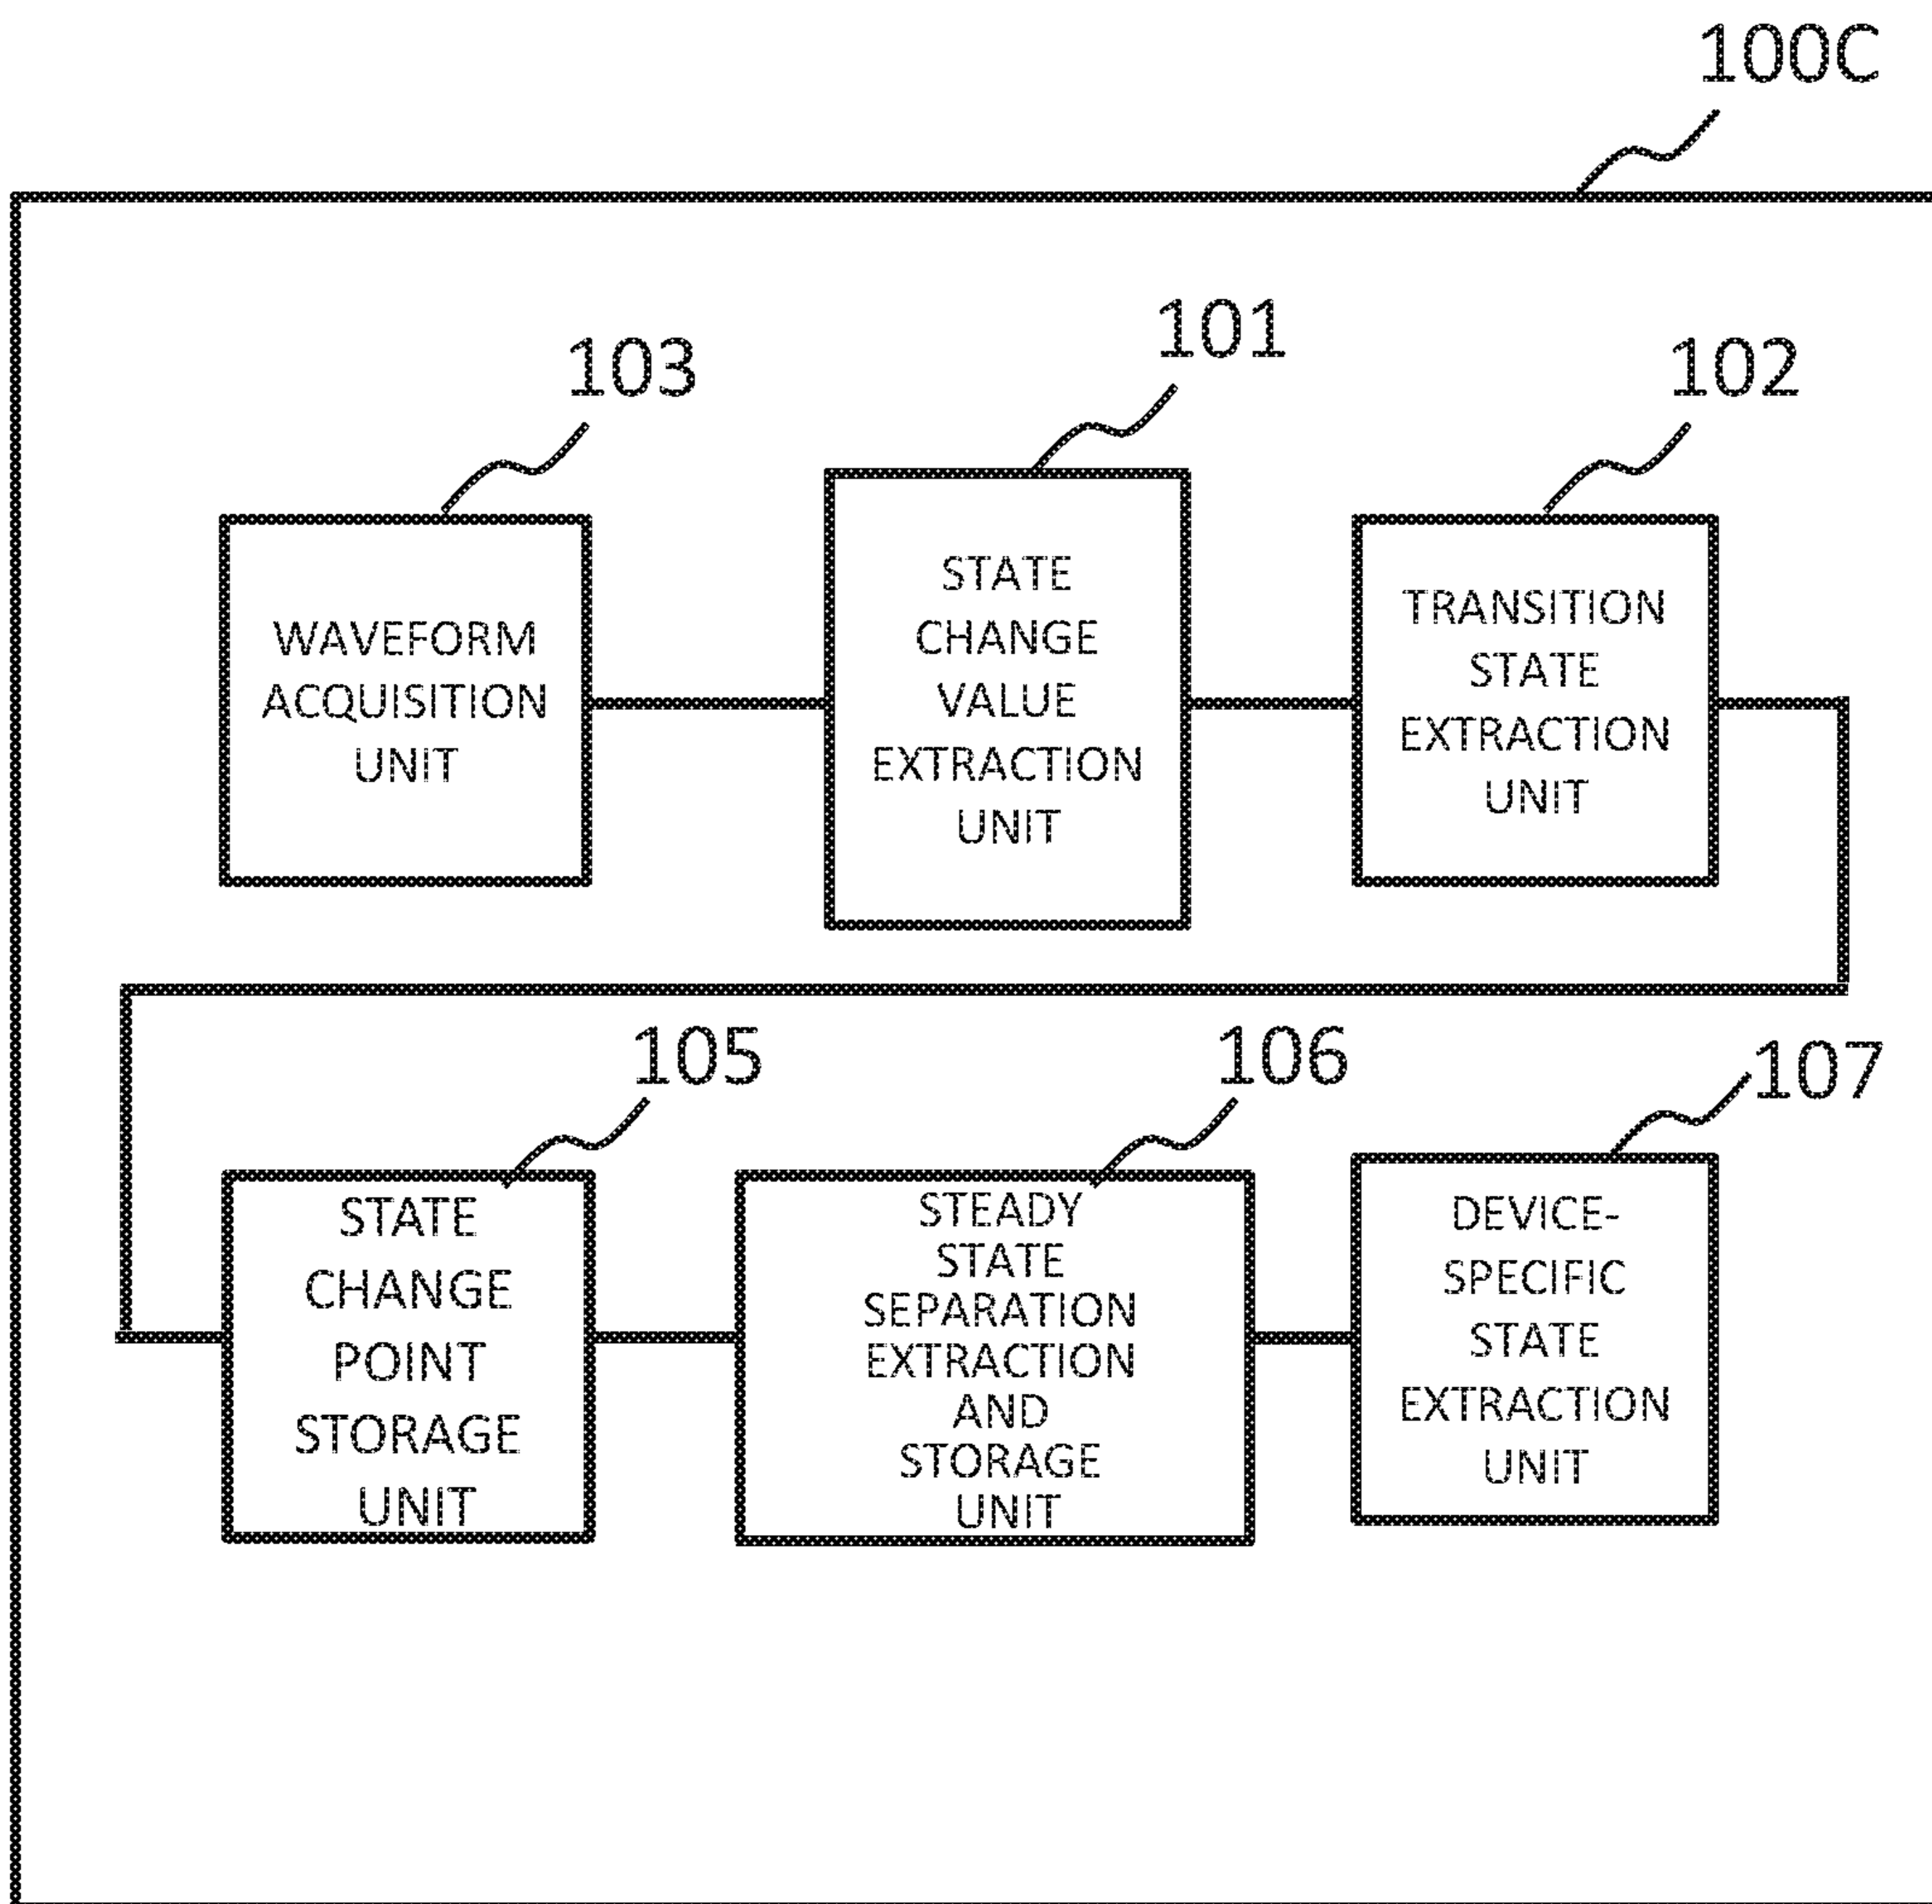 100C
103
101
102
WAVEFORM
ACQUISITION
UNIT
STATE
CHANGE
VALUE
EXTRACTION
UNIT
TRANSITION
STATE
EXTRACTION
UNIT
105
106
107
STATE
CHANGE
POINT
STORAGE
UNIT
STEADY
STATE
SEPARATION
EXTRACTION
AND
STORAGE
UNIT
DEVICE-
SPECIFIC
STATE
EXTRACTION
UNIT